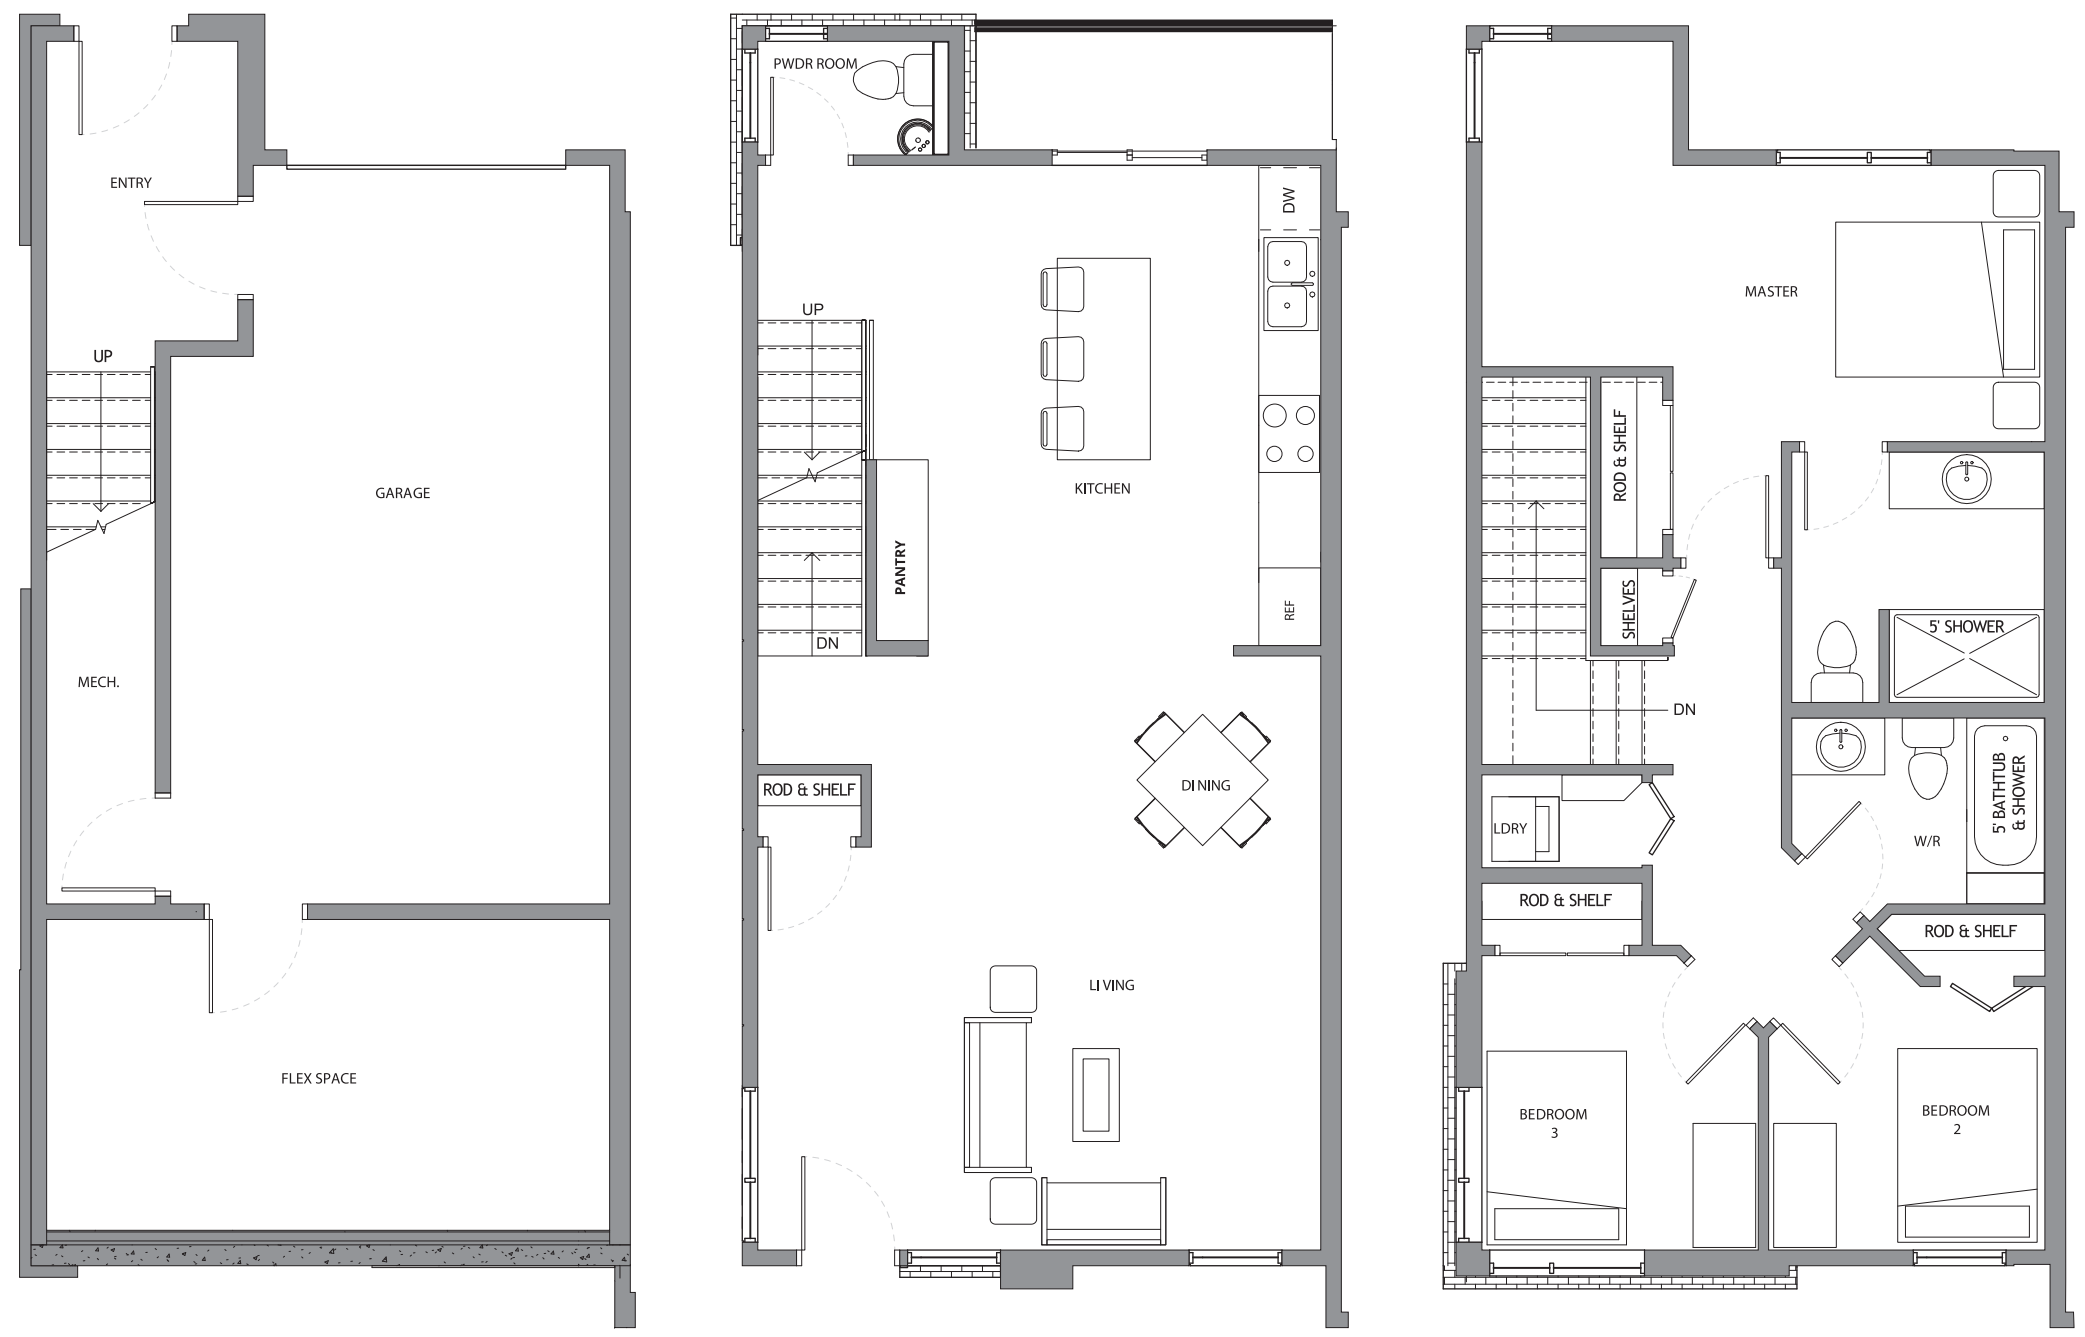 ENTRY
UP
GARAGE
MECH.
FLEX SPACE
PWDR ROOM
DW
UP
KITCHEN
PANTRY
REF
DN
ROD & SHELF
DINING
LIVING
MASTER
ROD & SHELF
SHELVES
5' SHOWER
DN
5' BATHTUB
& SHOWER
LDRY
W/R
ROD & SHELF
ROD & SHELF
BEDROOM
3
BEDROOM
2